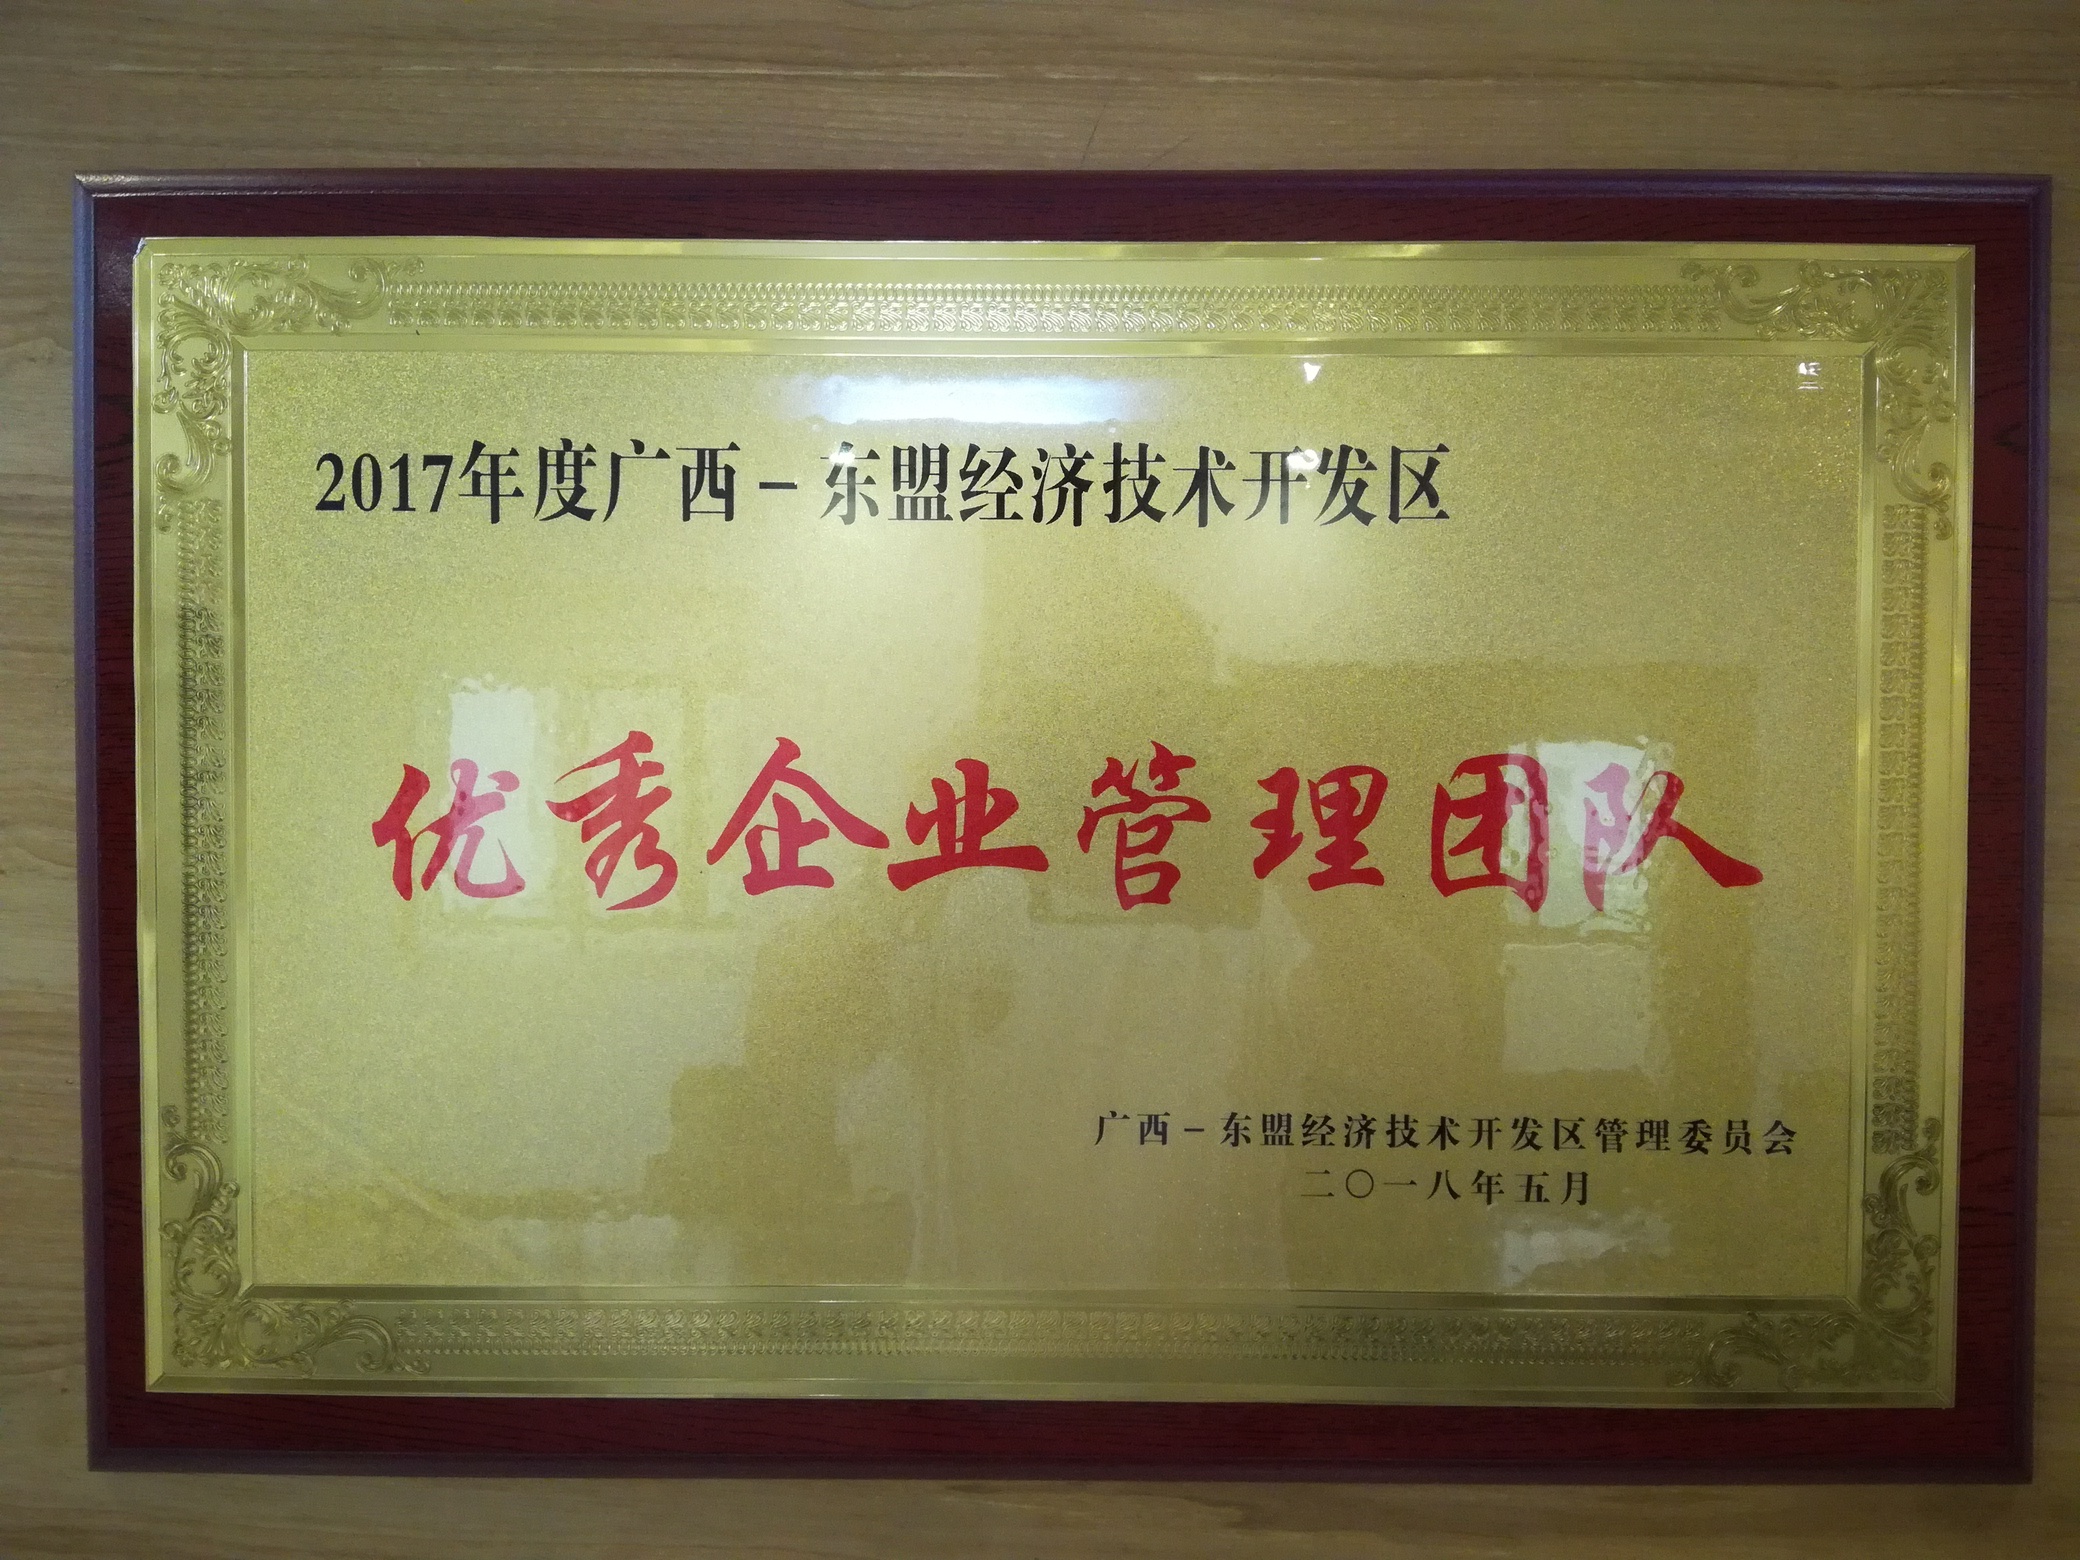 2017年度广西－东盟经济技术开发区
优秀企业管理团队
广西－东盟经济技术开发区管理委员会
二〇一八年五月